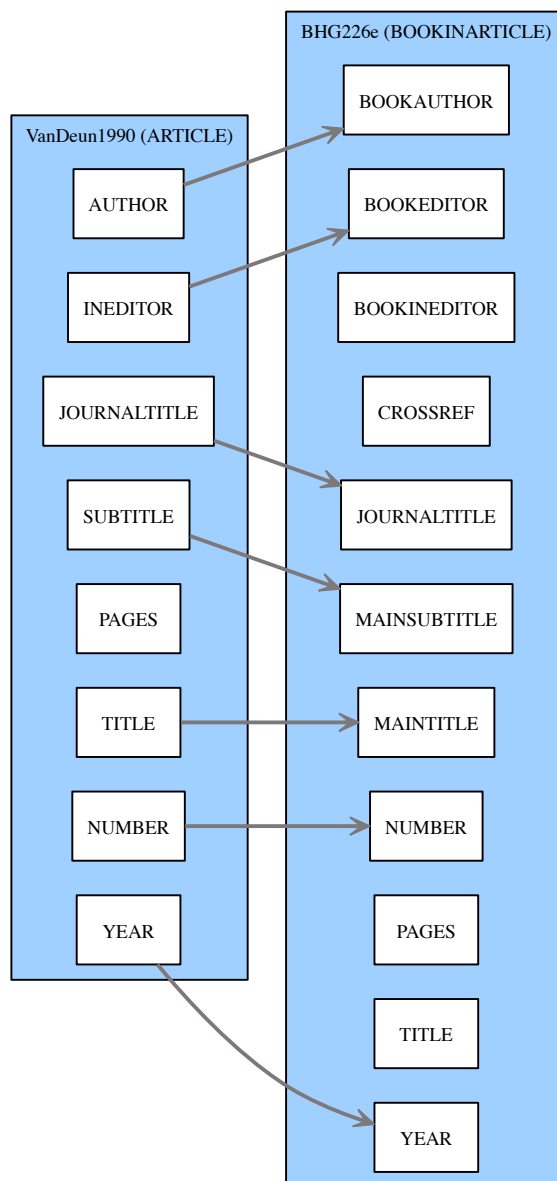 VanDeun1990 (ARTICLE)
AUTHOR
INEDITOR
JOURNALTITLE
SUBTITLE
PAGES
TITLE
NUMBER
YEAR
BHG226e (BOOKINARTICLE)
BOOKAUTHOR
BOOKEDITOR
BOOKINEDITOR
CROSSREF
JOURNALTITLE
MAINSUBTITLE
MAINTITLE
NUMBER
PAGES
TITLE
YEAR